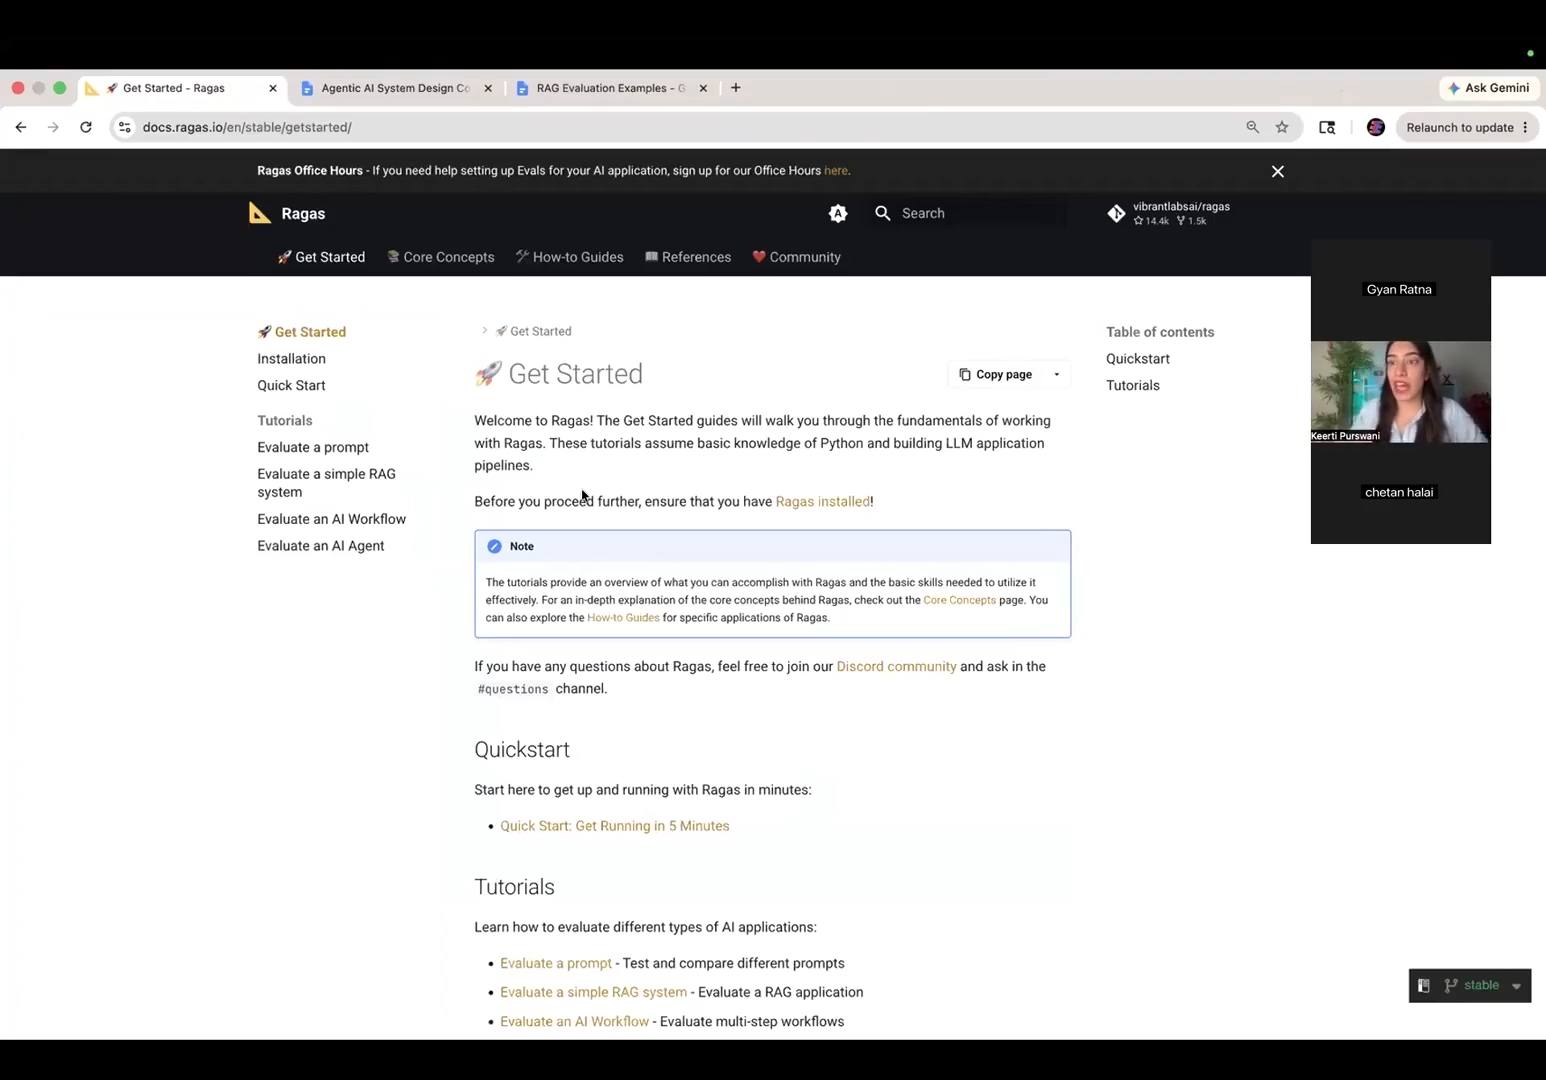 Get Started - Ragas
Agentic AI System Design Co
RAG Evaluation Examples - G
Ask Gemini
docs.ragas.io/en/stable/getstarted/
Relaunch to update
Ragas Office Hours - If you need help setting up Evals for your AI application, sign up for our Office Hours here.
Ragas
Search
vibrantlabsai/ragas
14.4k 1.5k
Get Started
Core Concepts
How-to Guides
References
Community
Gyan Ratna
Keerti Purswani
chetan halai
Get Started
Installation
Quick Start
Tutorials
Evaluate a prompt
Evaluate a simple RAG
system
Evaluate an AI Workflow
Evaluate an AI Agent
Get Started
Get Started
Copy page
Welcome to Ragas! The Get Started guides will walk you through the fundamentals of working
with Ragas. These tutorials assume basic knowledge of Python and building LLM application
pipelines.
Before you proceed further, ensure that you have Ragas installed!
Note
The tutorials provide an overview of what you can accomplish with Ragas and the basic skills needed to utilize it
effectively. For an in-depth explanation of the core concepts behind Ragas, check out the Core Concepts page. You
can also explore the How-to Guides for specific applications of Ragas.
If you have any questions about Ragas, feel free to join our Discord community and ask in the
#questions channel.
Quickstart
Start here to get up and running with Ragas in minutes:
• Quick Start: Get Running in 5 Minutes
Tutorials
Learn how to evaluate different types of AI applications:
• Evaluate a prompt - Test and compare different prompts
• Evaluate a simple RAG system - Evaluate a RAG application
• Evaluate an AI Workflow - Evaluate multi-step workflows
Table of contents
Quickstart
Tutorials
stable